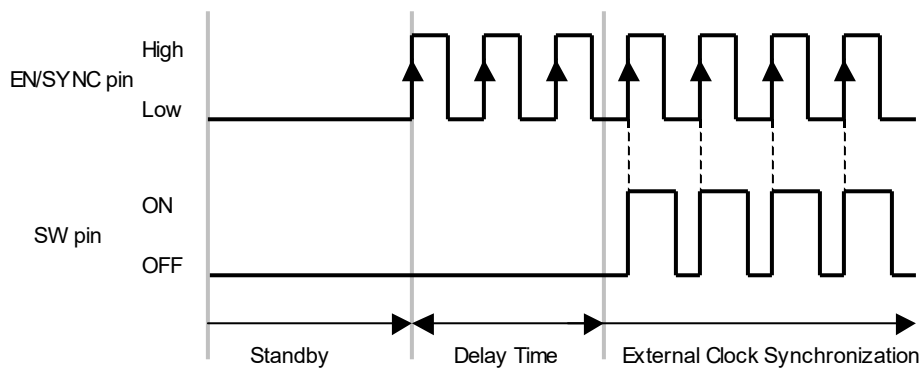 High
EN/SYNC pin
Low
ON
SW pin
OFF
Standby
Delay Time
External Clock Synchronization